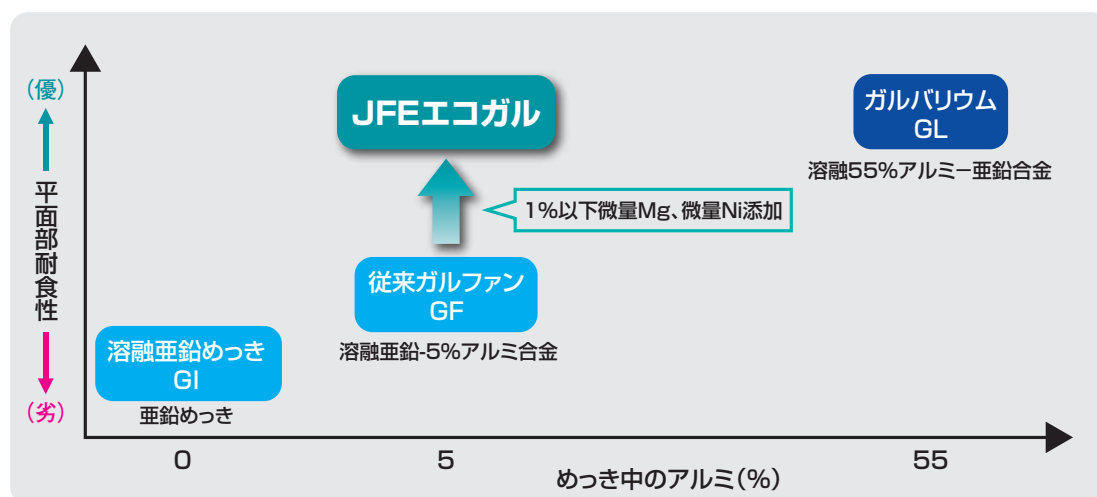 (優)
平面部耐食性
(劣)
JFEエコガル
ガルバリウム
GL
溶融55%アルミー亜鉛合金
1%以下微量Mg、微量Ni添加
従来ガルファン
GF
溶融亜鉛-5%アルミ合金
溶融亜鉛めっき
GI
亜鉛めっき
0
5
55
めっき中のアルミ(%)